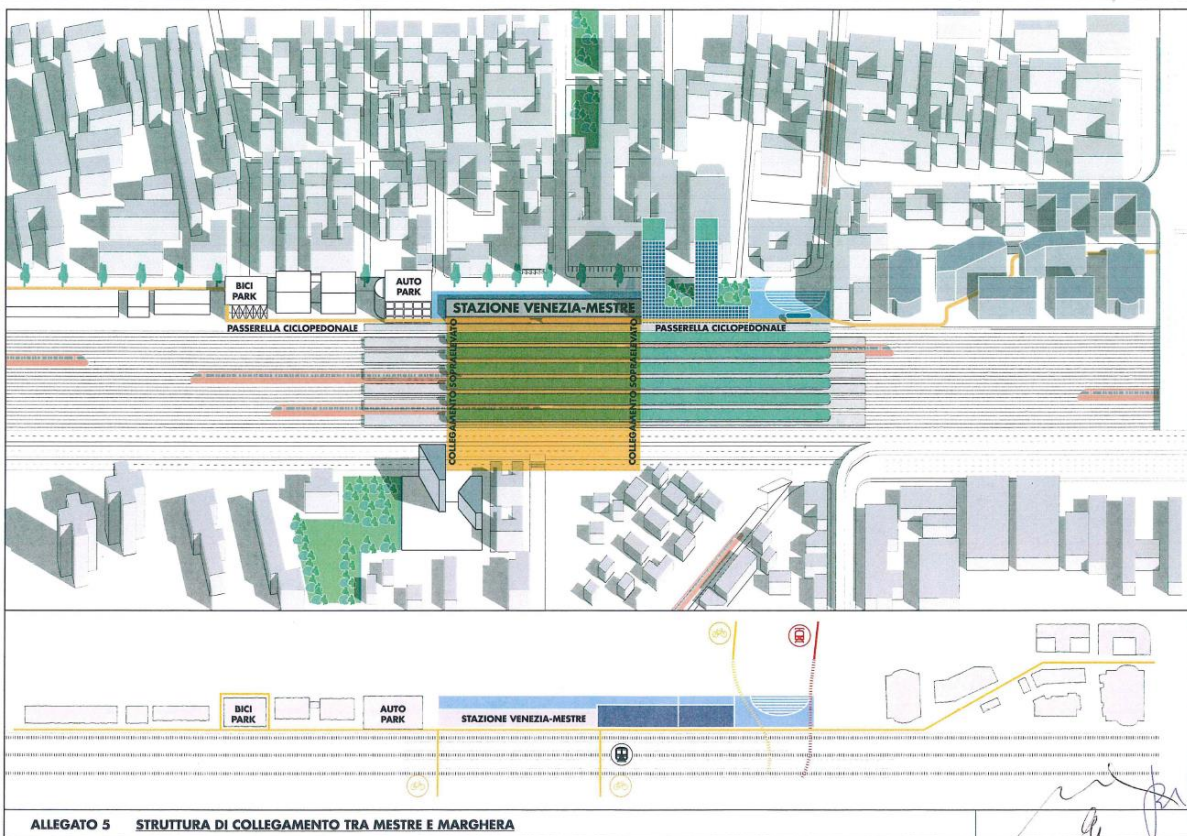 BICI
PARK
AUTO
PARK
STAZIONE VENEZIA-MESTRE
PASSERELLA CICLOPEDONALE
PASSERELLA CICLOPEDONALE
COLLEGAMENTO SOPRAELEVATO
COLLEGAMENTO SOPRAELEVATO
BICI
PARK
AUTO
PARK
STAZIONE VENEZIA-MESTRE
ALLEGATO 5 STRUTTURA DI COLLEGAMENTO TRA MESTRE E MARGHERA